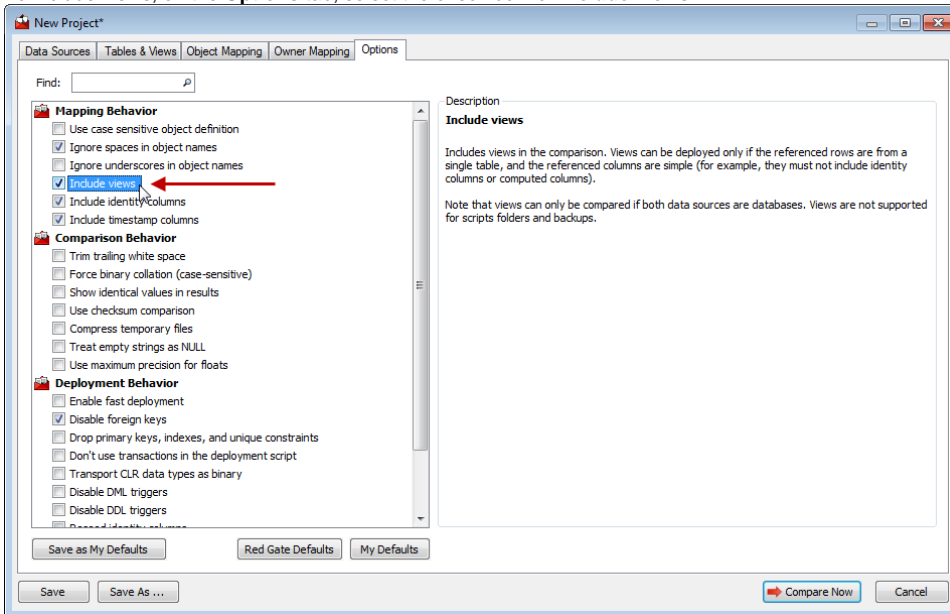 New Project*
Data Sources Tables & Views Object Mapping Owner Mapping Options
Find:
Mapping Behavior
Use case sensitive object definition
Ignore spaces in object names
Ignore underscores in object names
Include views
Include identity columns
Include timestamp columns
Comparison Behavior
Trim trailing white space
Force binary collation (case-sensitive)
Show identical values in results
Use checksum comparison
Compress temporary files
Treat empty strings as NULL
Use maximum precision for floats
Deployment Behavior
Enable fast deployment
Disable foreign keys
Drop primary keys, indexes, and unique constraints
Don't use transactions in the deployment script
Transport CLR data types as binary
Disable DML triggers
Disable DDL triggers
Description
Include views
Includes views in the comparison. Views can be deployed only if the referenced rows are from a
single table, and the referenced columns are simple (for example, they must not include identity
columns or computed columns).
Note that views can only be compared if both data sources are databases. Views are not supported
for scripts folders and backups.
Save as My Defaults Red Gate Defaults My Defaults
Save Save As ... Compare Now Cancel